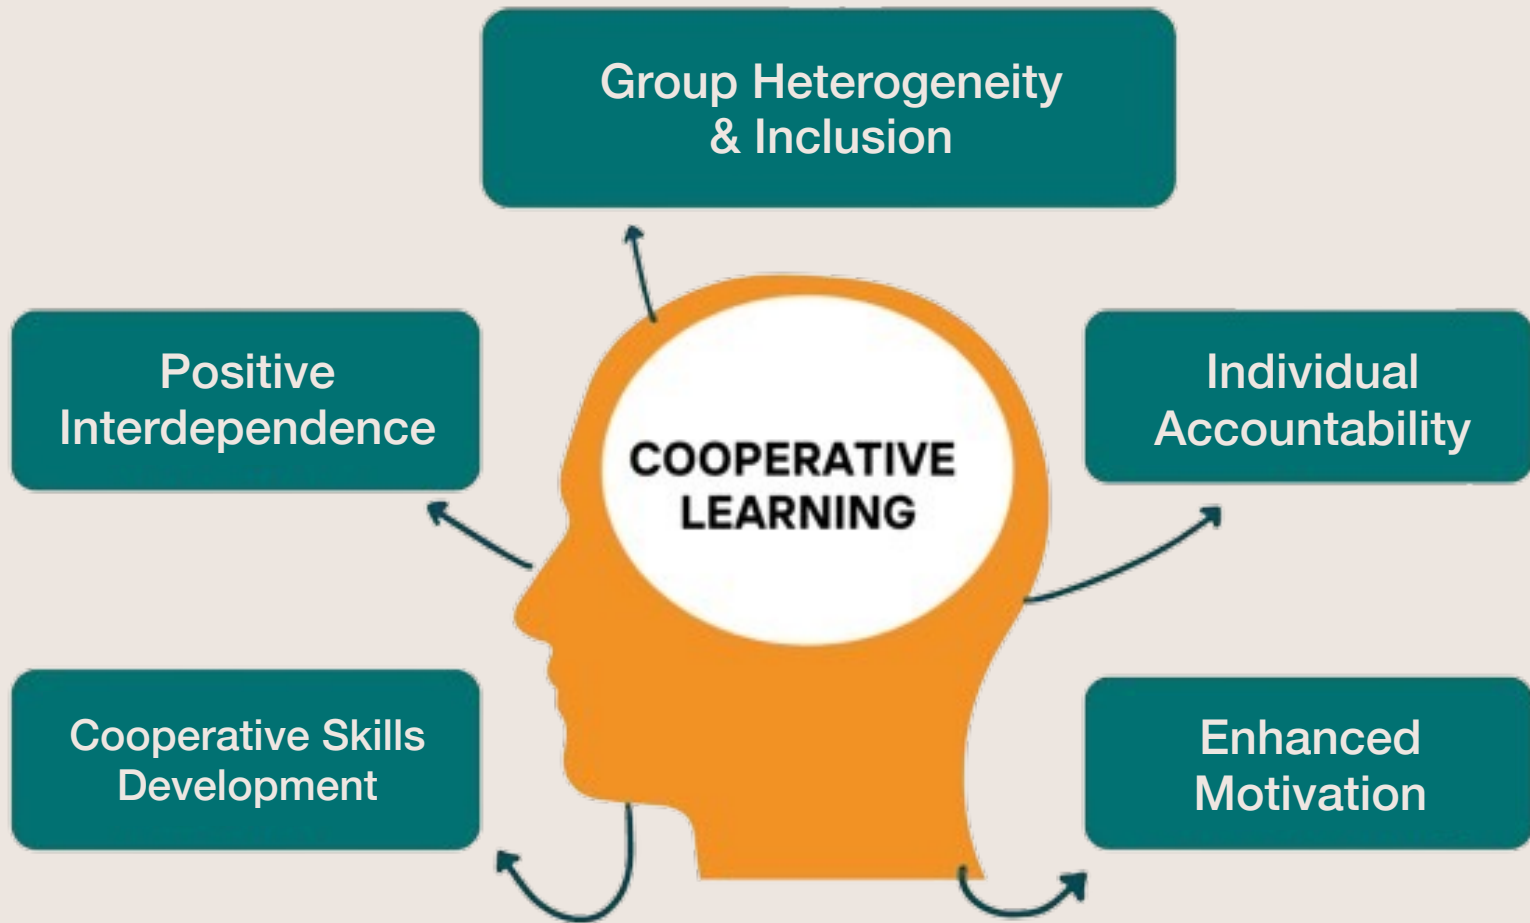 Group Heterogeneity
& Inclusion
Positive
Interdependence
Individual
Accountability
COOPERATIVE
LEARNING
Cooperative Skills
Development
Enhanced
Motivation